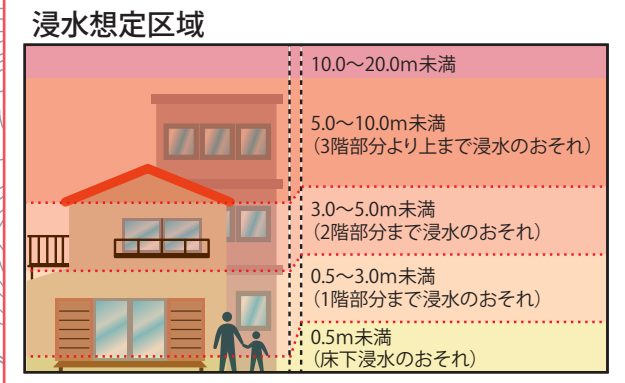 浸水想定区域
10.0～20.0m未満
5.0～10.0m未満
（3階部分より上まで浸水のおそれ）
3.0～5.0m未満
（2階部分まで浸水のおそれ）
0.5～3.0m未満
（1階部分まで浸水のおそれ）
0.5m未満
（床下浸水のおそれ）